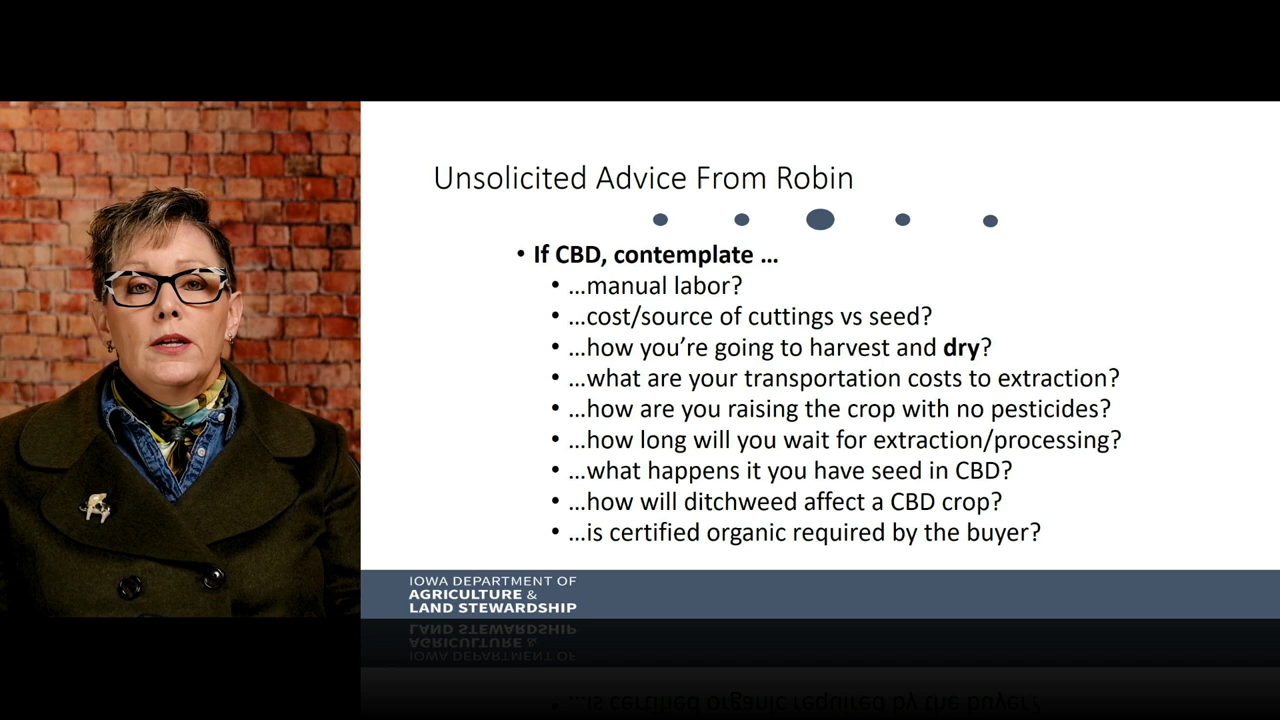 Unsolicited Advice From Robin
• If CBD, contemplate …
• …manual labor?
• …cost/source of cuttings vs seed?
• …how you’re going to harvest and dry?
• …what are your transportation costs to extraction?
• …how are you raising the crop with no pesticides?
• …how long will you wait for extraction/processing?
• …what happens it you have seed in CBD?
• …how will ditchweed affect a CBD crop?
• …is certified organic required by the buyer?
IOWA DEPARTMENT OF
AGRICULTURE &
LAND STEWARDSHIP